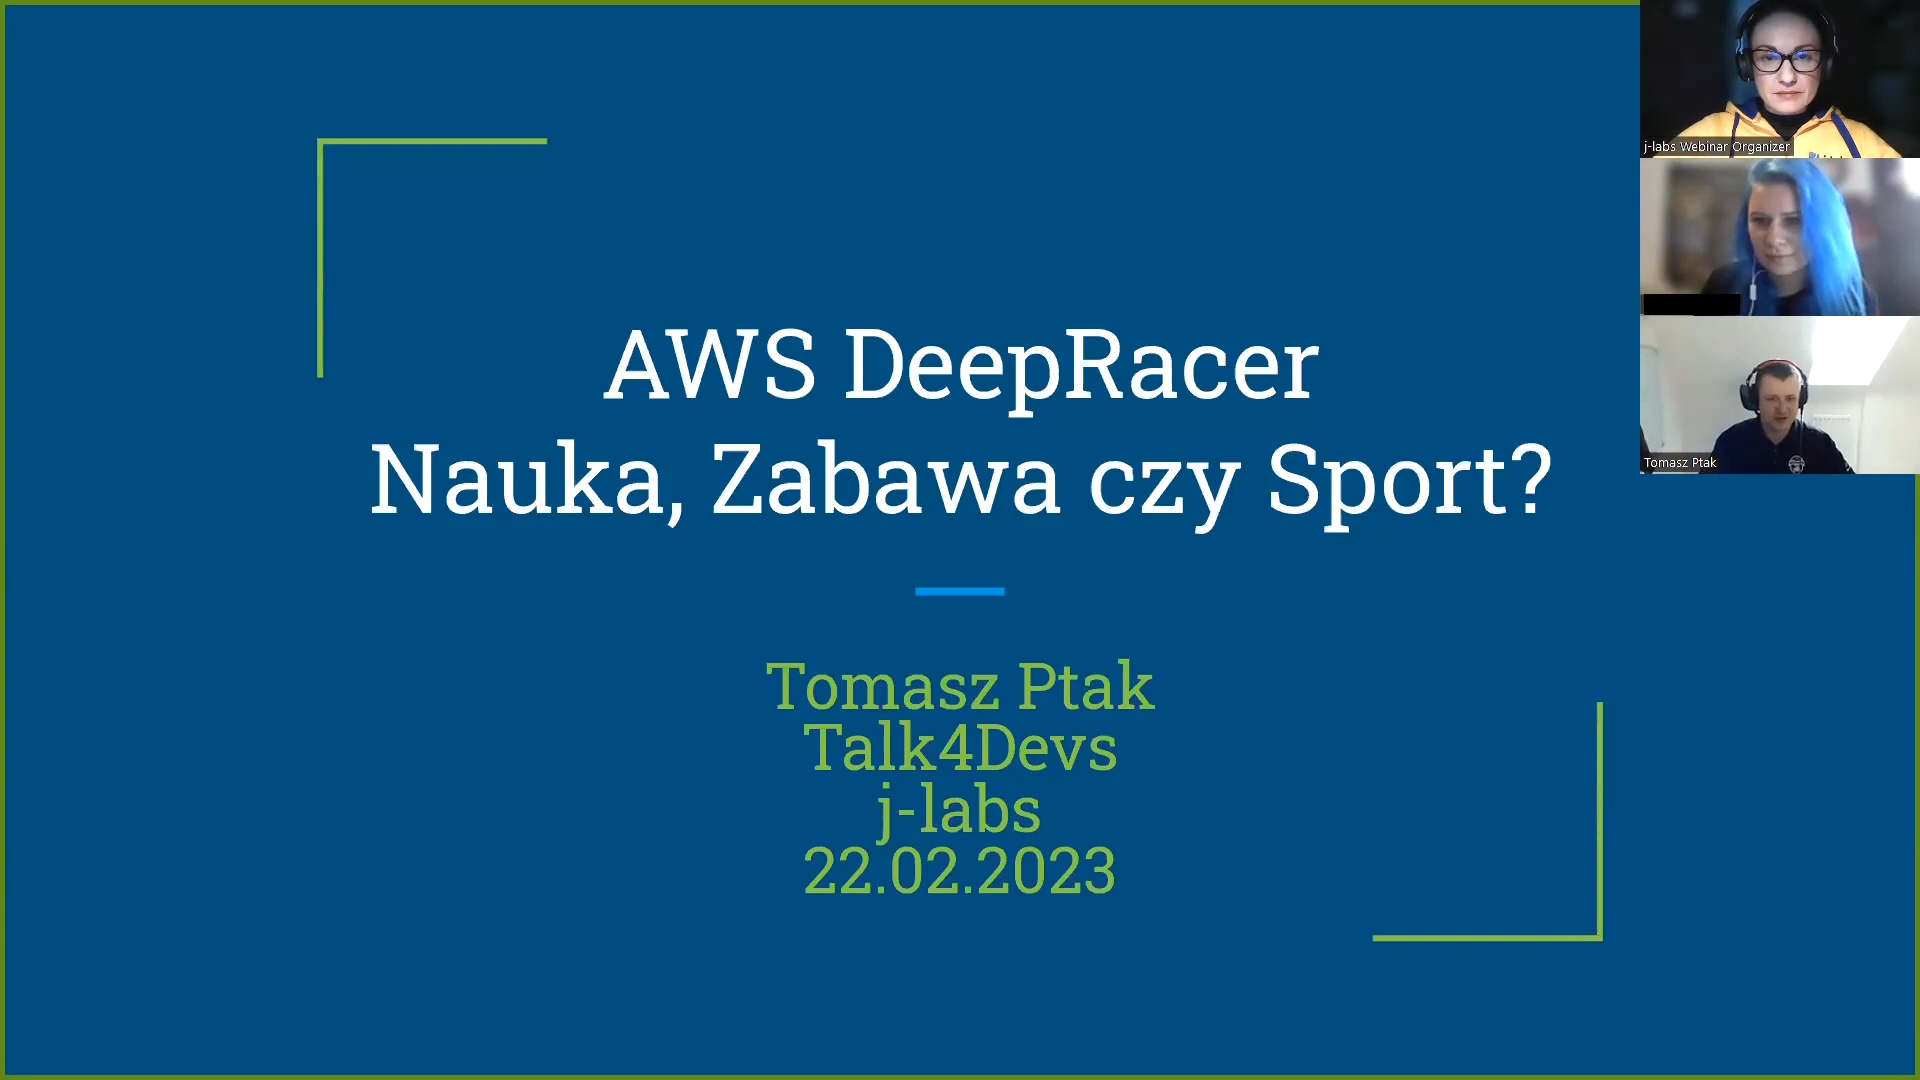 AWS DeepRacer
Nauka, Zabawa czy Sport?
Tomasz Ptak
Talk4Devs
j-labs
22.02.2023
j-labs Webinar Organizer
Tomasz Ptak